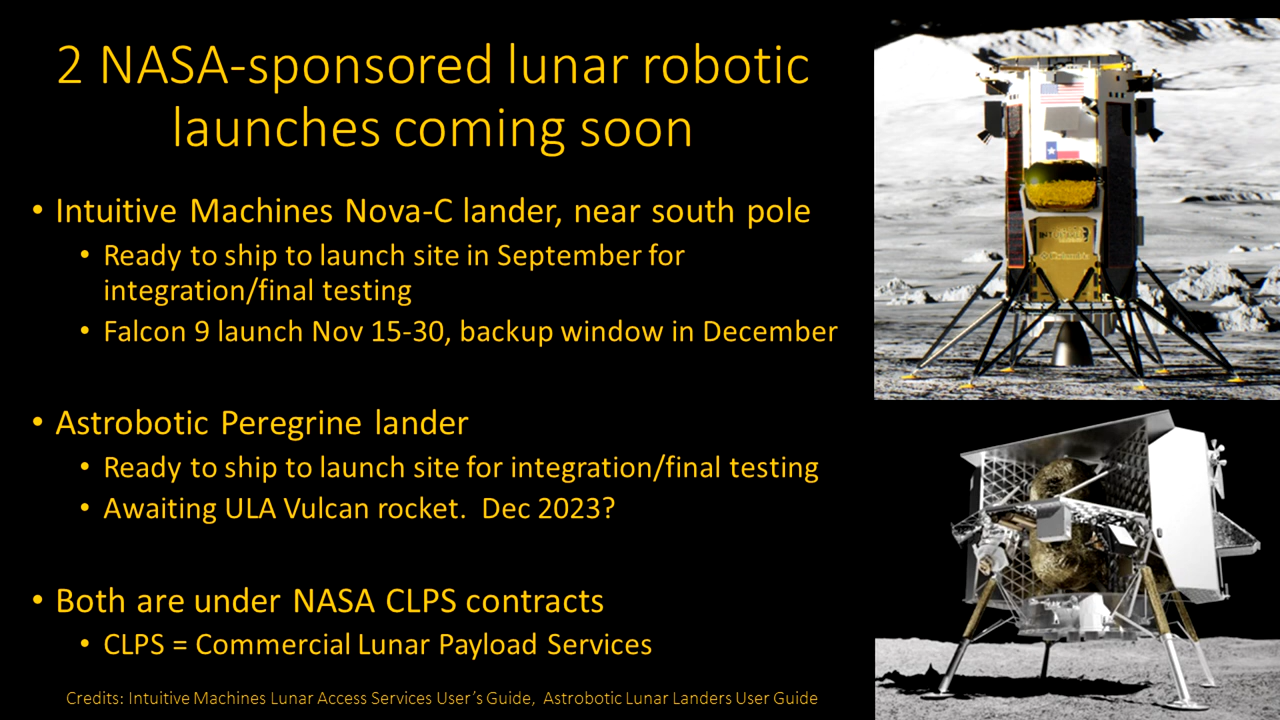 2 NASA-sponsored lunar robotic
launches coming soon
• Intuitive Machines Nova-C lander, near south pole
• Ready to ship to launch site in September for
integration/final testing
• Falcon 9 launch Nov 15-30, backup window in December
• Astrobotic Peregrine lander
• Ready to ship to launch site for integration/final testing
• Awaiting ULA Vulcan rocket.  Dec 2023?
• Both are under NASA CLPS contracts
• CLPS = Commercial Lunar Payload Services
Credits: Intuitive Machines Lunar Access Services User´s Guide,  Astrobotic Lunar Landers User Guide